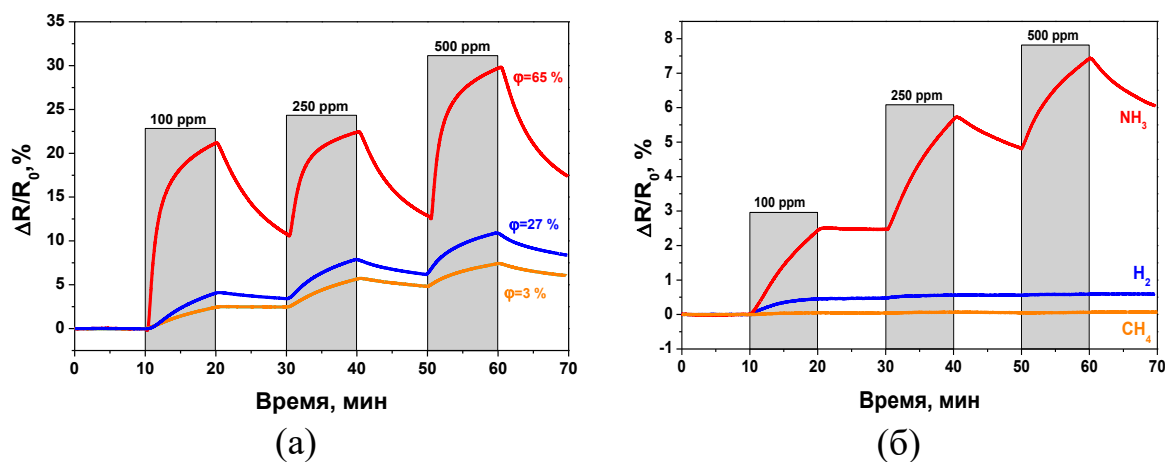 35
30
25
20
15
10
5
0
ΔR/R₀, %
100 ppm
250 ppm
500 ppm
φ=65 %
φ=27 %
φ=3 %
0 10 20 30 40 50 60 70
Время, мин
(а)
8
7
6
5
4
3
2
1
0
-1
ΔR/R₀, %
100 ppm
250 ppm
500 ppm
NH₃
H₂
CH₄
0 10 20 30 40 50 60 70
Время, мин
(б)